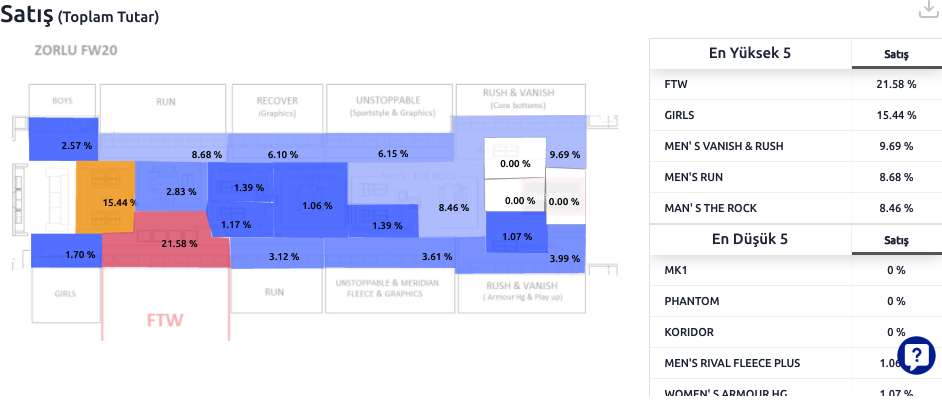 Satış (Toplam Tutar)
ZORLU FW20
BOYS
RUN
RECOVER
(Graphics)
UNSTOPPABLE
(Sportstyle & Graphics)
RUSH & VANISH
(Core bottoms)
2.57 %
8.68 %
6.10 %
6.15 %
9.69 %
0.00 %
15.44 %
2.83 %
1.39 %
1.06 %
8.46 %
0.00 %
0.00 %
1.17 %
1.39 %
1.07 %
21.58 %
1.70 %
3.12 %
3.61 %
3.99 %
GIRLS
FTW
RUN
UNSTOPPABLE & MERIDIAN
FLEECE & GRAPHICS
RUSH & VANISH
( Armour Hg & Play up)
En Yüksek 5 Satış
FTW 21.58 %
GIRLS 15.44 %
MEN' S VANISH & RUSH 9.69 %
MEN'S RUN 8.68 %
MAN' S THE ROCK 8.46 %
En Düşük 5 Satış
MK1 0 %
PHANTOM 0 %
KORIDOR 0 %
MEN'S RIVAL FLEECE PLUS 1.06
WOMEN' S ARMOUR HG 1.07 %